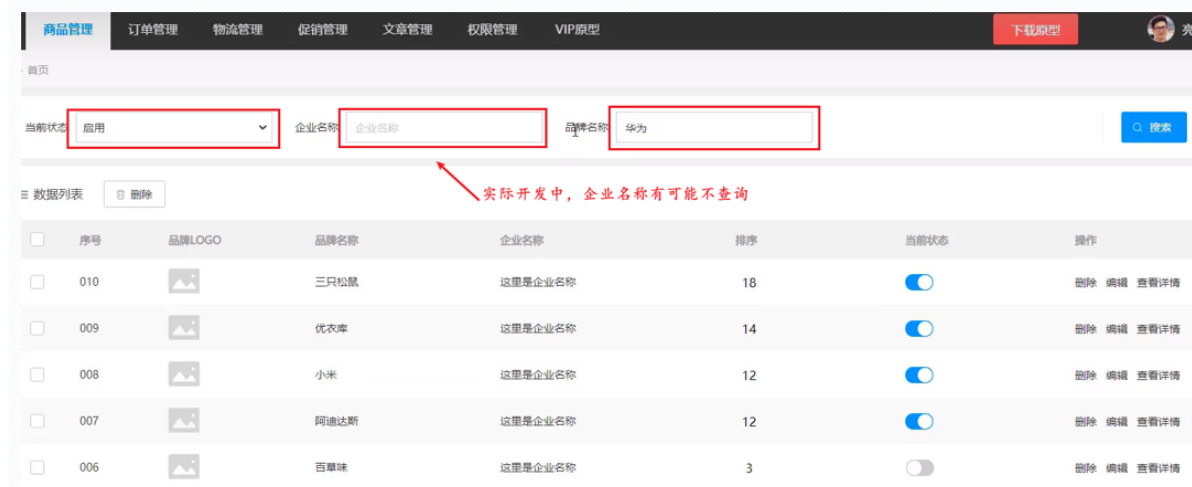 商品管理 订单管理 物流管理 促销管理 文章管理 权限管理 VIP原型 下载原型 亮
首页
当前状态 启用 企业名称 企业名称 品牌名称 华为 搜索
实际开发中，企业名称有可能不查询
数据列表 删除
序号 品牌LOGO 品牌名称 企业名称 排序 当前状态 操作
010 三只松鼠 这里是企业名称 18 删除 编辑 查看详情
009 优衣库 这里是企业名称 14 删除 编辑 查看详情
008 小米 这里是企业名称 12 删除 编辑 查看详情
007 阿迪达斯 这里是企业名称 12 删除 编辑 查看详情
006 百草味 这里是企业名称 3 删除 编辑 查看详情